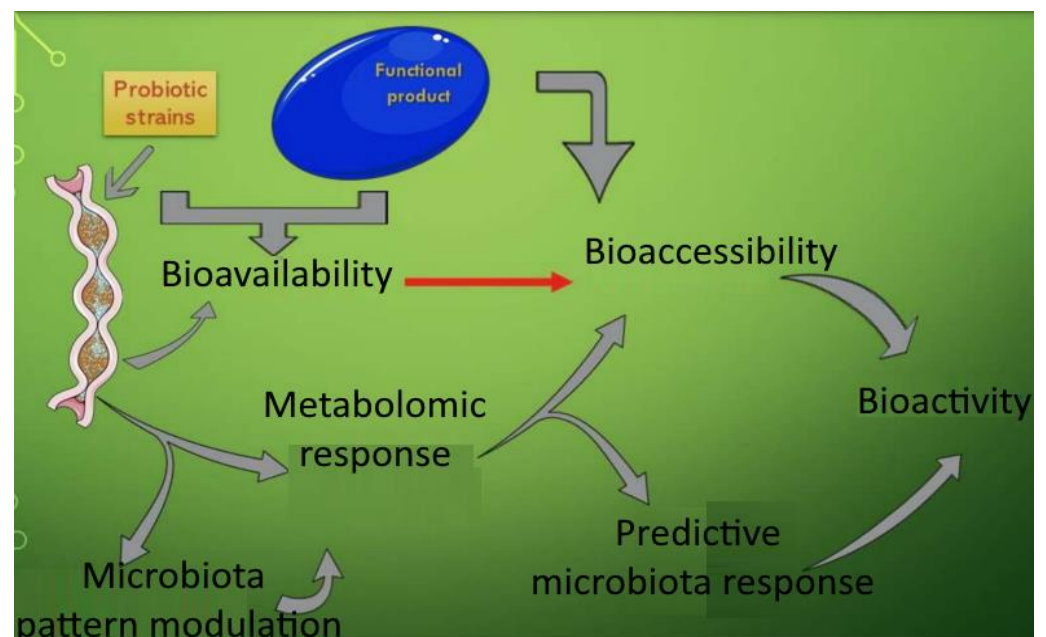 Functional
product
Probiotic
strains
Bioaccessibility
Bioavailability
Metabolomic
response
Bioactivity
Predictive
microbiota response
Microbiota
pattern modulation